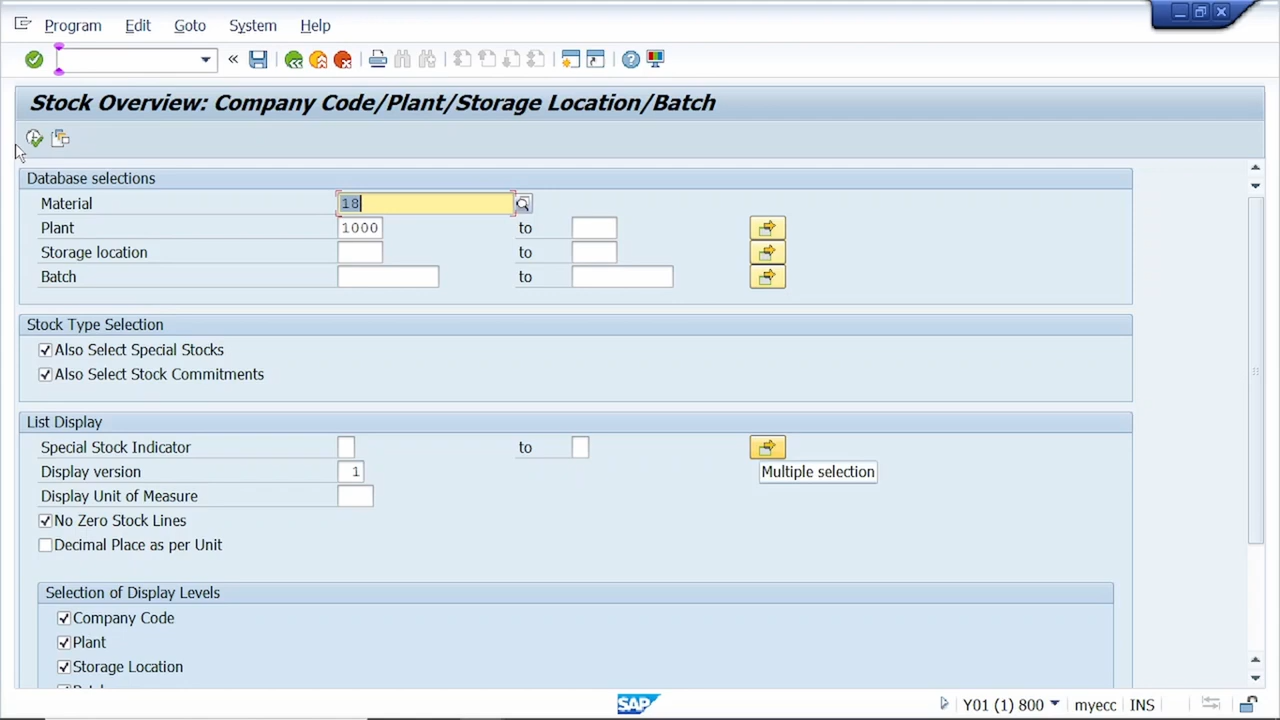 Program Edit Goto System Help
Stock Overview: Company Code/Plant/Storage Location/Batch
Database selections
Material 18
Plant 1000 to
Storage location to
Batch to
Stock Type Selection
Also Select Special Stocks
Also Select Stock Commitments
List Display
Special Stock Indicator to
Display version 1
Multiple selection
Display Unit of Measure
No Zero Stock Lines
Decimal Place as per Unit
Selection of Display Levels
Company Code
Plant
Storage Location
SAP Y01 (1) 800 myecc INS